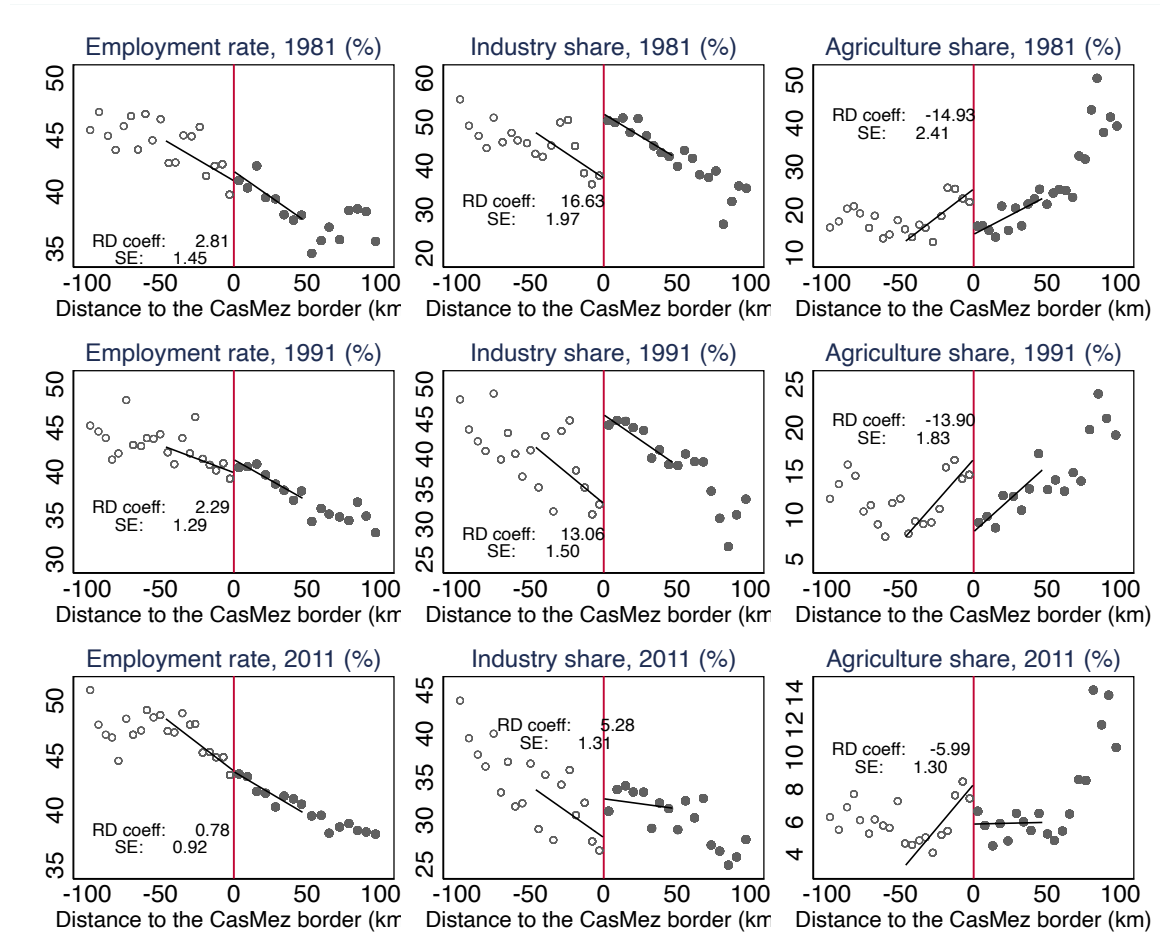 Employment rate, 1981 (%)
50
45
40
35
RD coeff: 2.81
SE: 1.45
-100 -50 0 50 100
Distance to the CasMez border (km
Industry share, 1981 (%)
60
50
40
30
20
RD coeff: 16.63
SE: 1.97
-100 -50 0 50 100
Distance to the CasMez border (km
Agriculture share, 1981 (%)
50
40
30
20
10
RD coeff: -14.93
SE: 2.41
-100 -50 0 50 100
Distance to the CasMez border (km)
Employment rate, 1991 (%)
50
45
40
35
30
RD coeff: 2.29
SE: 1.29
-100 -50 0 50 100
Distance to the CasMez border (km
Industry share, 1991 (%)
50
45
40
35
30
25
RD coeff: 13.06
SE: 1.50
-100 -50 0 50 100
Distance to the CasMez border (km
Agriculture share, 1991 (%)
25
20
15
10
5
RD coeff: -13.90
SE: 1.83
-100 -50 0 50 100
Distance to the CasMez border (km)
Employment rate, 2011 (%)
50
45
40
35
RD coeff: 0.78
SE: 0.92
-100 -50 0 50 100
Distance to the CasMez border (km
Industry share, 2011 (%)
45
40
35
30
25
RD coeff: 5.28
SE: 1.31
-100 -50 0 50 100
Distance to the CasMez border (km
Agriculture share, 2011 (%)
14
12
10
8
6
4
RD coeff: -5.99
SE: 1.30
-100 -50 0 50 100
Distance to the CasMez border (km)